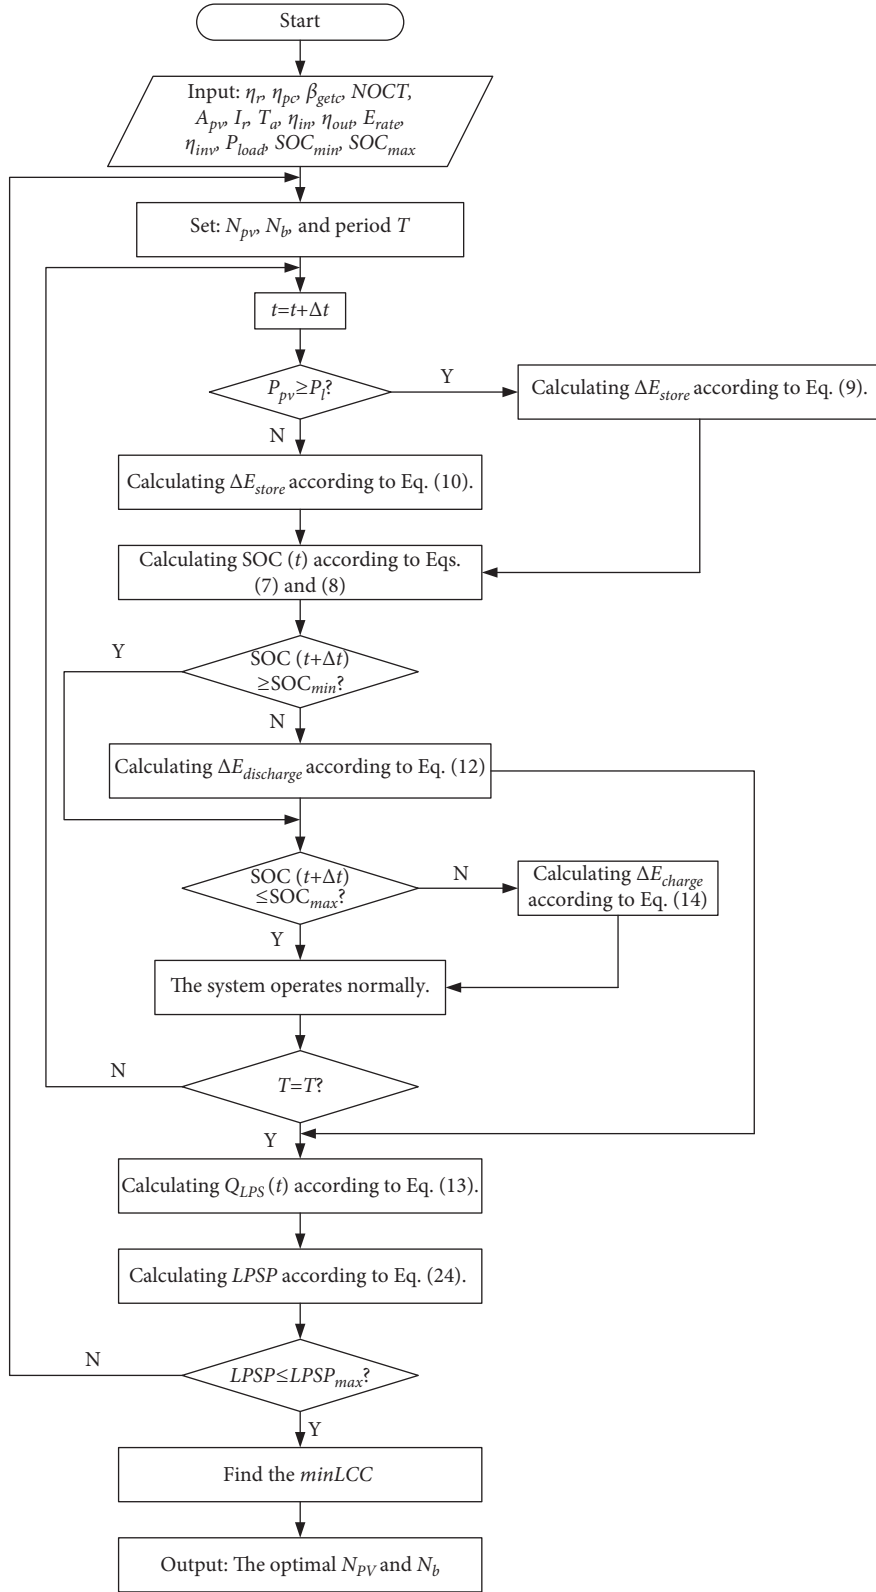 Start
Input: ηr, ηpc, βgetc, NOCT,
Apv, Ir, Ta, ηin, ηout, Erate,
ηinv, Pload, SOCmin, SOCmax
Set: Npv, Nb, and period T
t=t+Δt
Ppv≥Pl?
Y
Calculating ΔEstore according to Eq. (9).
N
Calculating ΔEstore according to Eq. (10).
Calculating SOC (t) according to Eqs.
(7) and (8)
Y
SOC (t+Δt)
≥SOCmin?
N
Calculating ΔEdischarge according to Eq. (12)
SOC (t+Δt)
≤SOCmax?
N
Calculating ΔEcharge
according to Eq. (14)
Y
The system operates normally.
N
T=T?
Y
Calculating QLPS (t) according to Eq. (13).
Calculating LPSP according to Eq. (24).
N
LPSP≤LPSPmax?
Y
Find the minLCC
Output: The optimal NPV and Nb